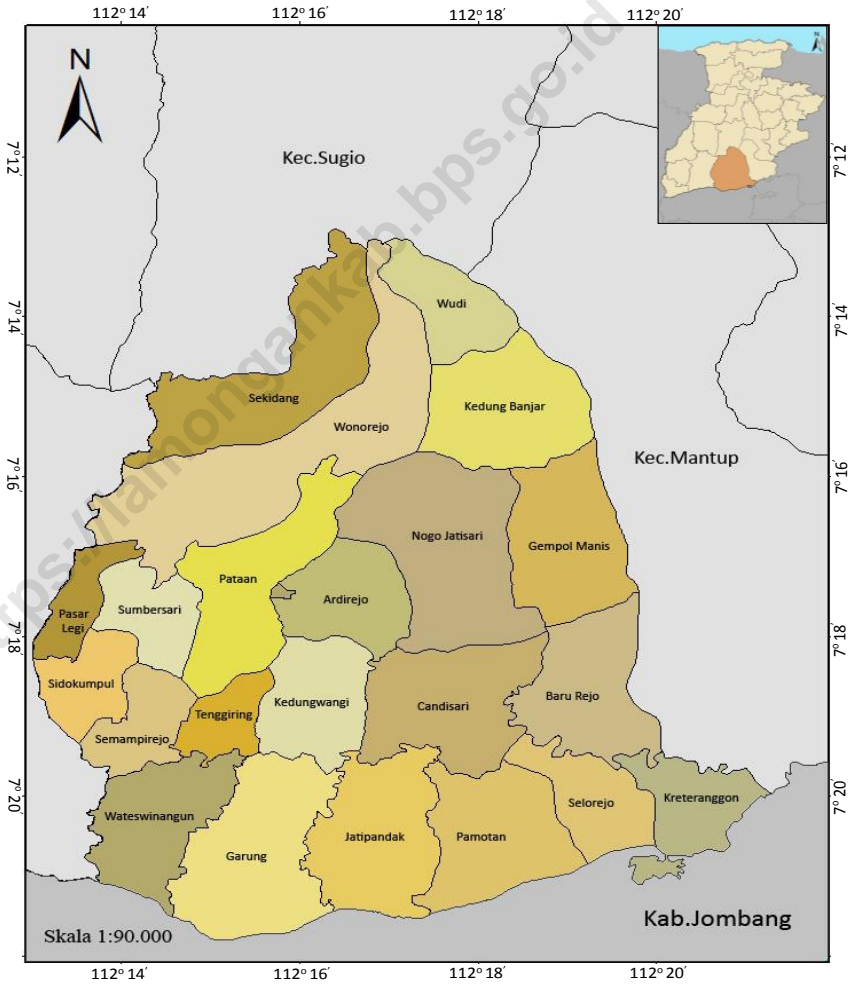 112° 14′ 112° 16′ 112° 18′ 112° 20′
N
N
Kec.Sugio
7° 12′ 7° 12′
7° 14′ 7° 14′
7° 16′ 7° 16′
7° 18′ 7° 18′
7° 20′ 7° 20′
Wudi
Sekidang
Kedung Banjar
Wonorejo
Kec.Mantup
Nogo Jatisari
Gempol Manis
Pataan
Ardirejo
Sumbersari
Pasar
Legi
Sidokumpul
Baru Rejo
Kedungwangi
Candisari
Tenggiring
Semampirejo
Kreteranggon
Selorejo
Wateswinangun
Jatipandak
Pamotan
Garung
Kab.Jombang
Skala 1:90.000
112° 14′ 112° 16′ 112° 18′ 112° 20′
tps://lamongankab.bps.go.id